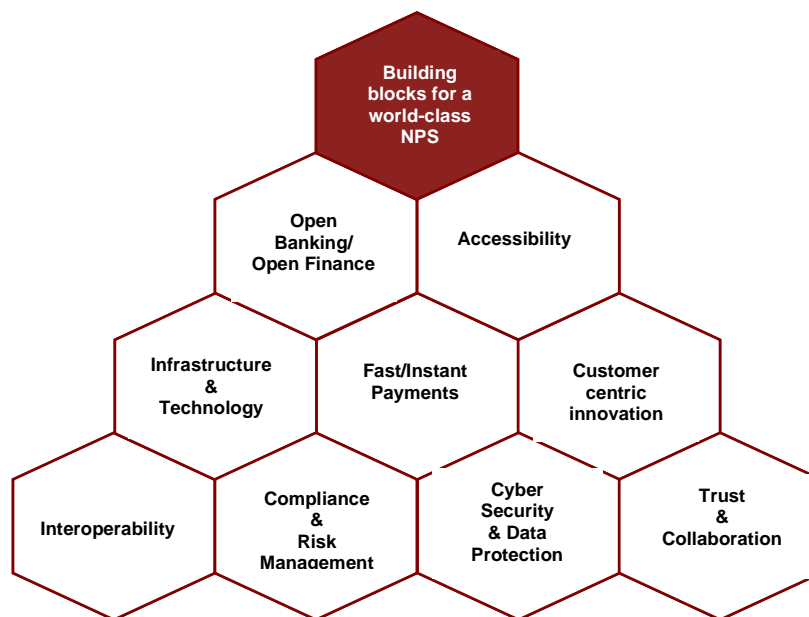 Building
blocks for a
world-class
NPS
Open
Banking/
Open Finance
Accessibility
Infrastructure
&
Technology
Fast/Instant
Payments
Customer
centric
innovation
Interoperability
Compliance
&
Risk
Management
Cyber
Security
& Data
Protection
Trust
&
Collaboration